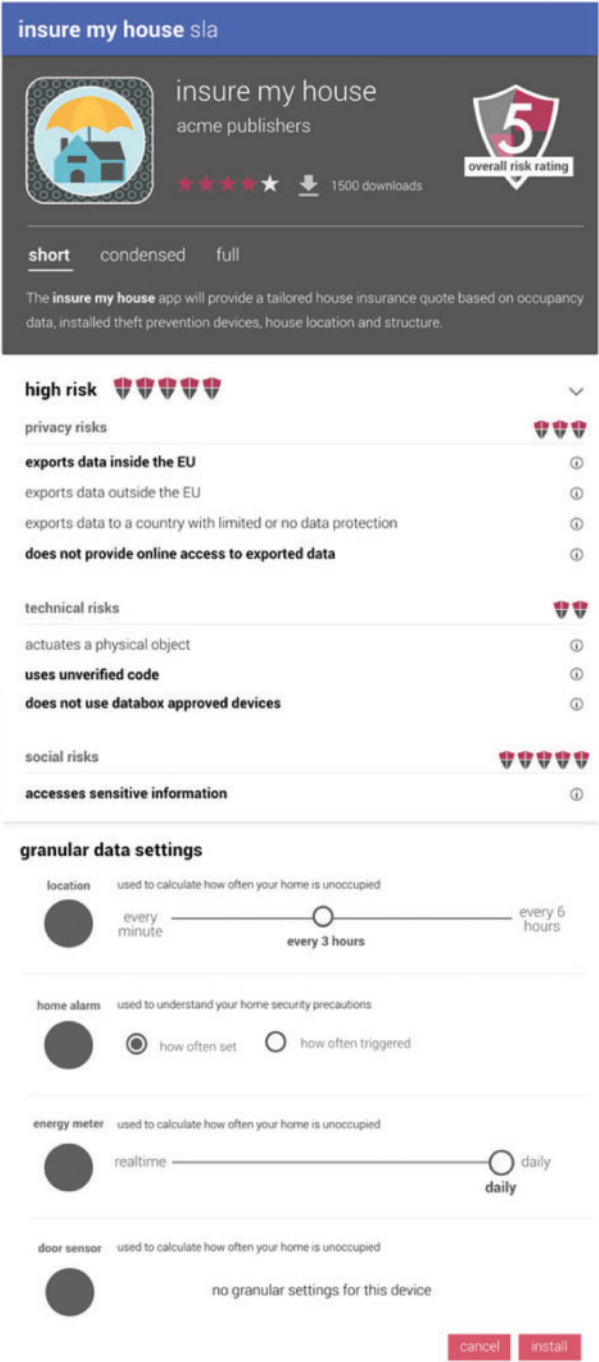 insure my house sla
insure my house
acme publishers
5
overall risk rating
1500 downloads
short condensed full
The insure my house app will provide a tailored house insurance quote based on occupancy
data, installed theft prevention devices, house location and structure.
high risk
privacy risks
exports data inside the EU
exports data outside the EU
exports data to a country with limited or no data protection
does not provide online access to exported data
technical risks
actuates a physical object
uses unverified code
does not use databox approved devices
social risks
accesses sensitive information
granular data settings
location used to calculate how often your home is unoccupied
every
minute
every 3 hours
every 6
hours
home alarm used to understand your home security precautions
how often set how often triggered
energy meter used to calculate how often your home is unoccupied
realtime daily
daily
door sensor used to calculate how often your home is unoccupied
no granular settings for this device
cancel install